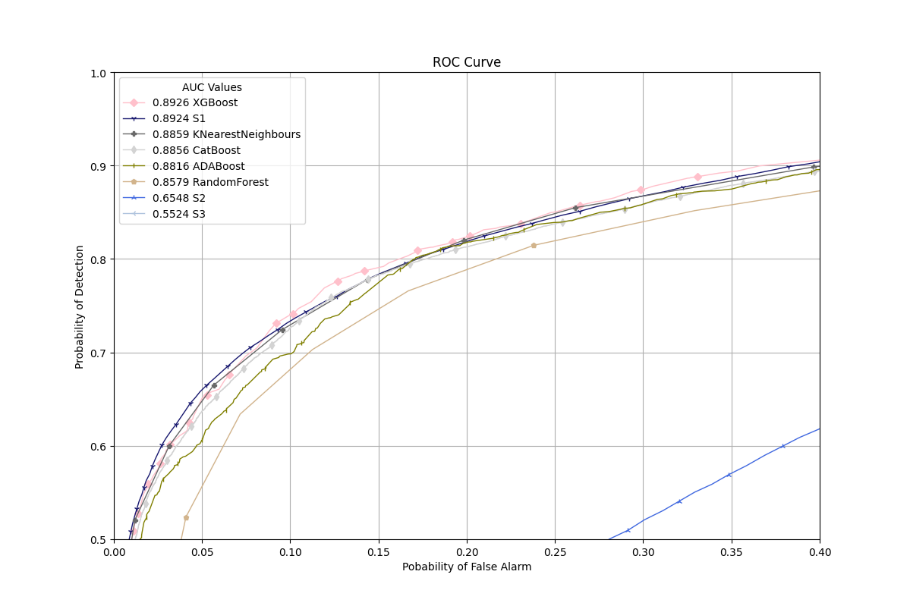 ROC Curve
AUC Values
0.8926 XGBoost
0.8924 S1
0.8859 KNearestNeighbours
0.8856 CatBoost
0.8816 ADABoost
0.8579 RandomForest
0.6548 S2
0.5524 S3
Probability of Detection
1.0
0.9
0.8
0.7
0.6
0.5
0.00 0.05 0.10 0.15 0.20 0.25 0.30 0.35 0.40
Pobability of False Alarm